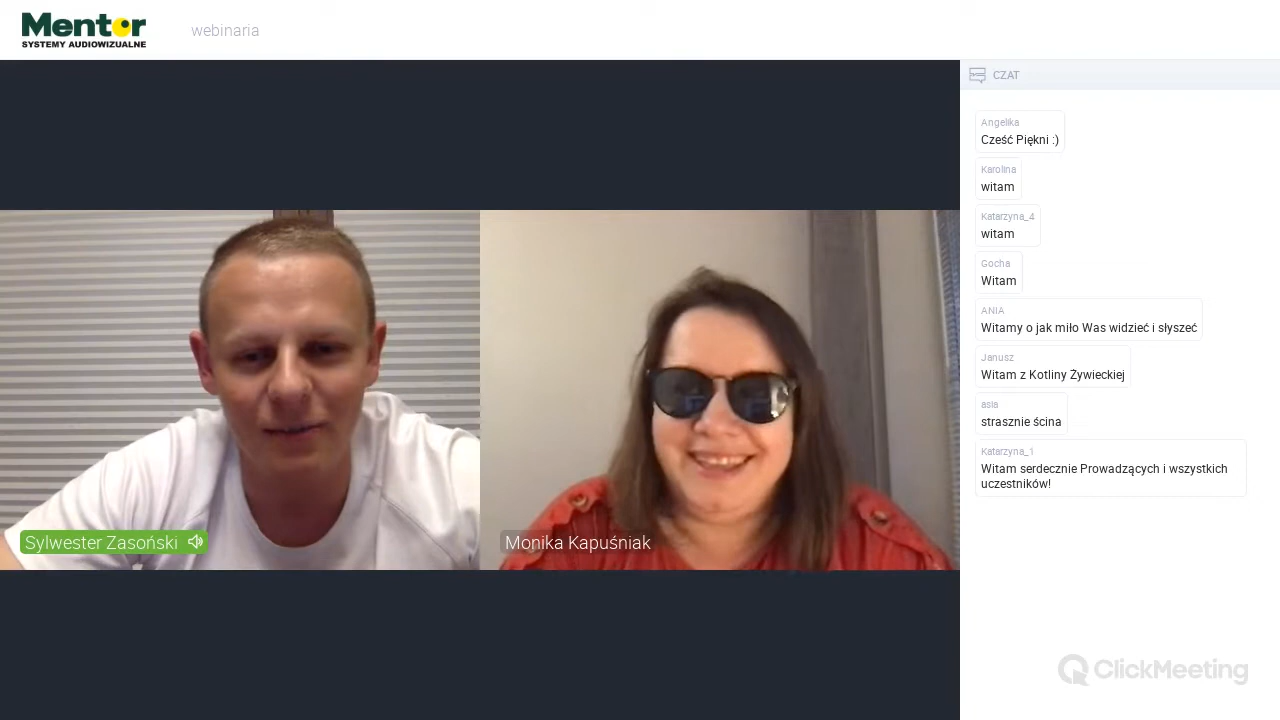 Mentor
SYSTEMY AUDIOWIZUALNE
webinaria
CZAT
Angelika
Cześć Piękni :)
Karolina
witam
Katarzyna_4
witam
Gocha
Witam
ANIA
Witamy o jak miło Was widzieć i słyszeć
Janusz
Witam z Kotliny Żywieckiej
asia
strasznie ścina
Katarzyna_1
Witam serdecznie Prowadzących i wszystkich
uczestników!
Sylwester Zasoński
Monika Kapuśniak
ClickMeeting